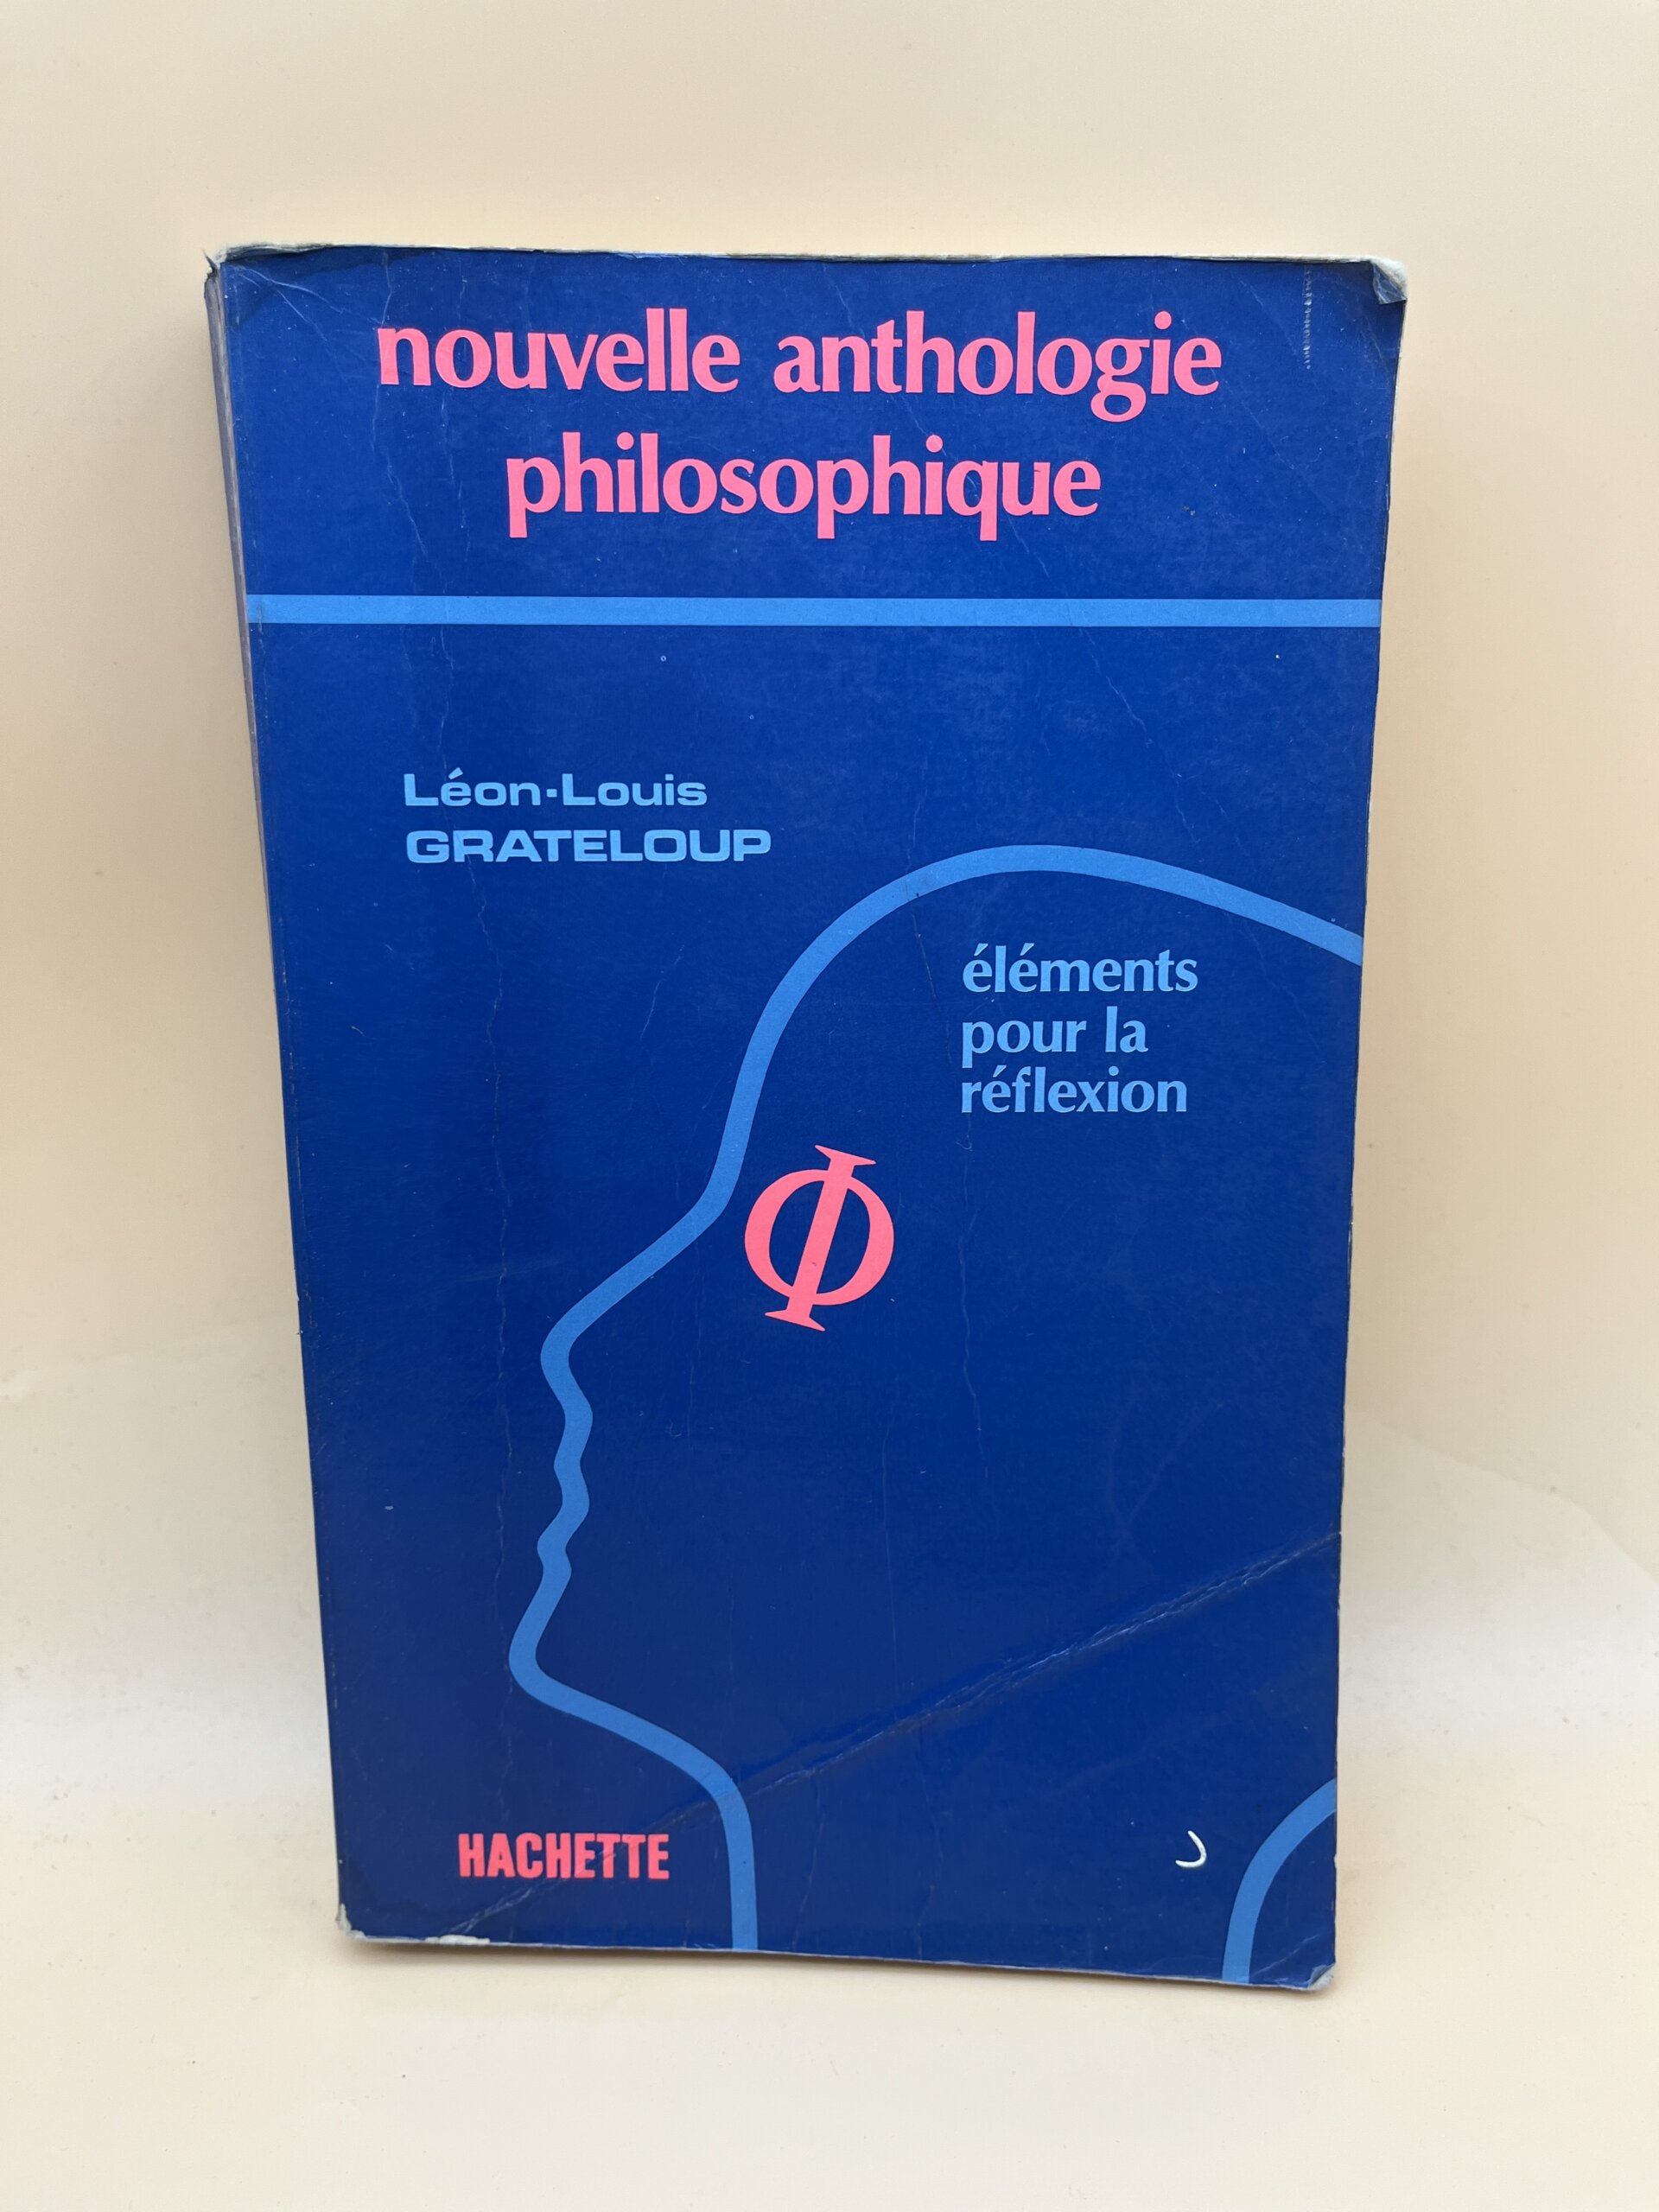 nouvelle anthologie
philosophique
Léon-Louis
GRATELOUP
éléments
pour la
réflexion
Φ
HACHETTE